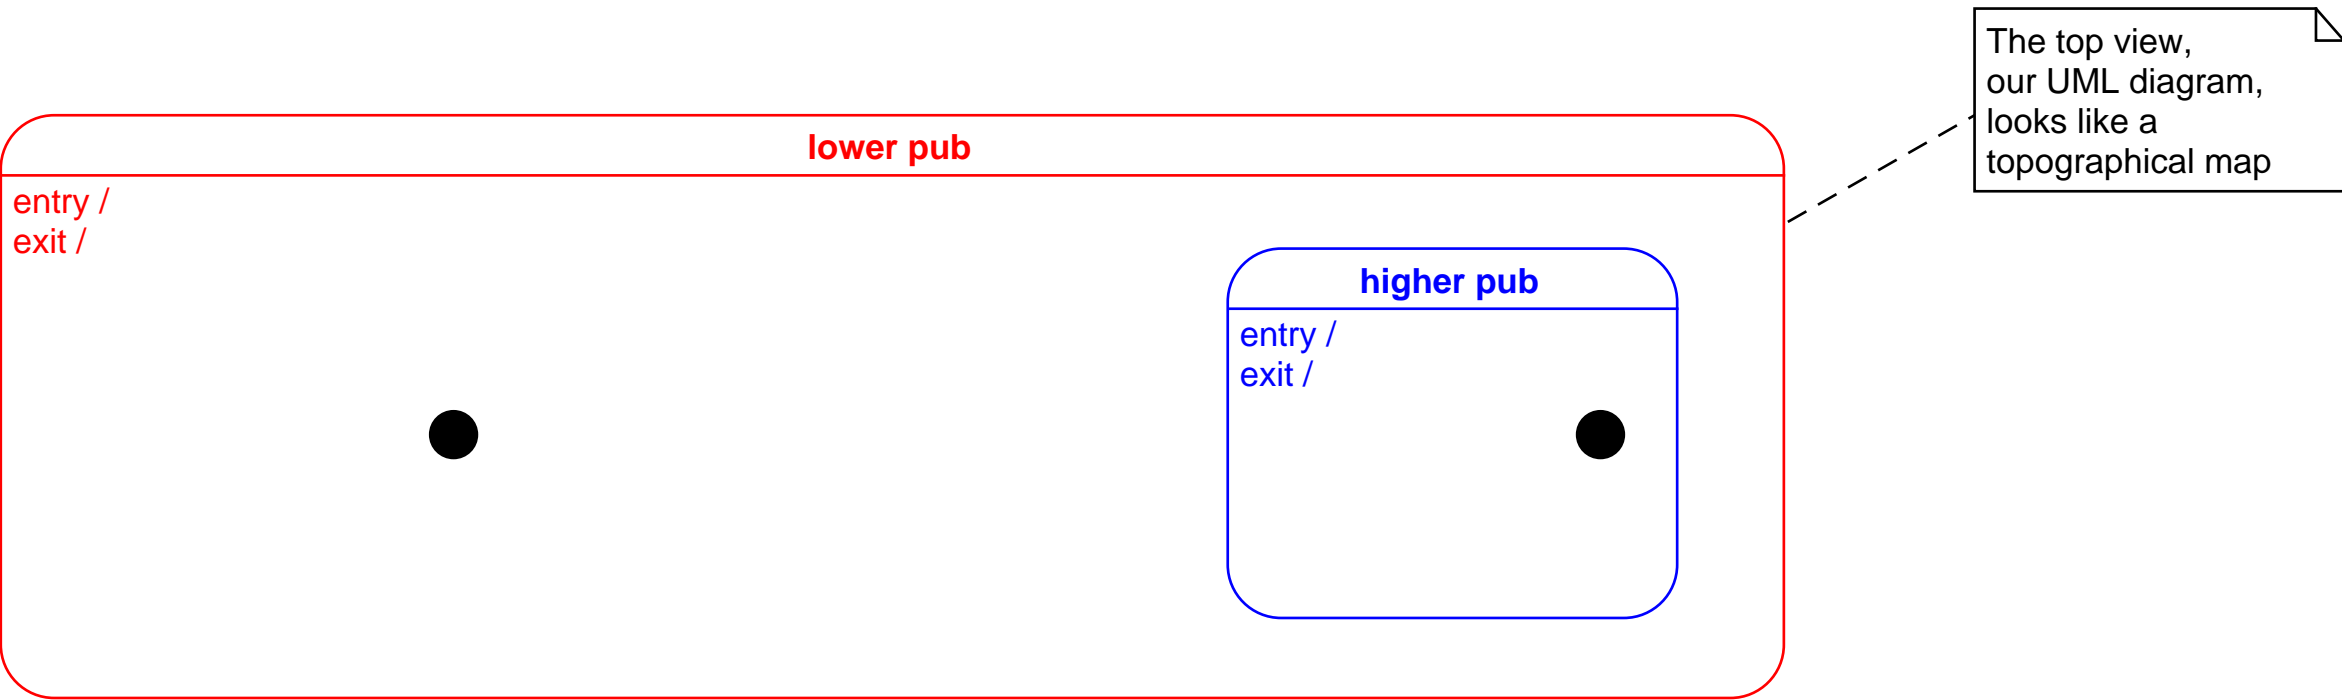 The top view,
our UML diagram,
looks like a
topographical map
lower pub
entry /
exit /
higher pub
entry /
exit /